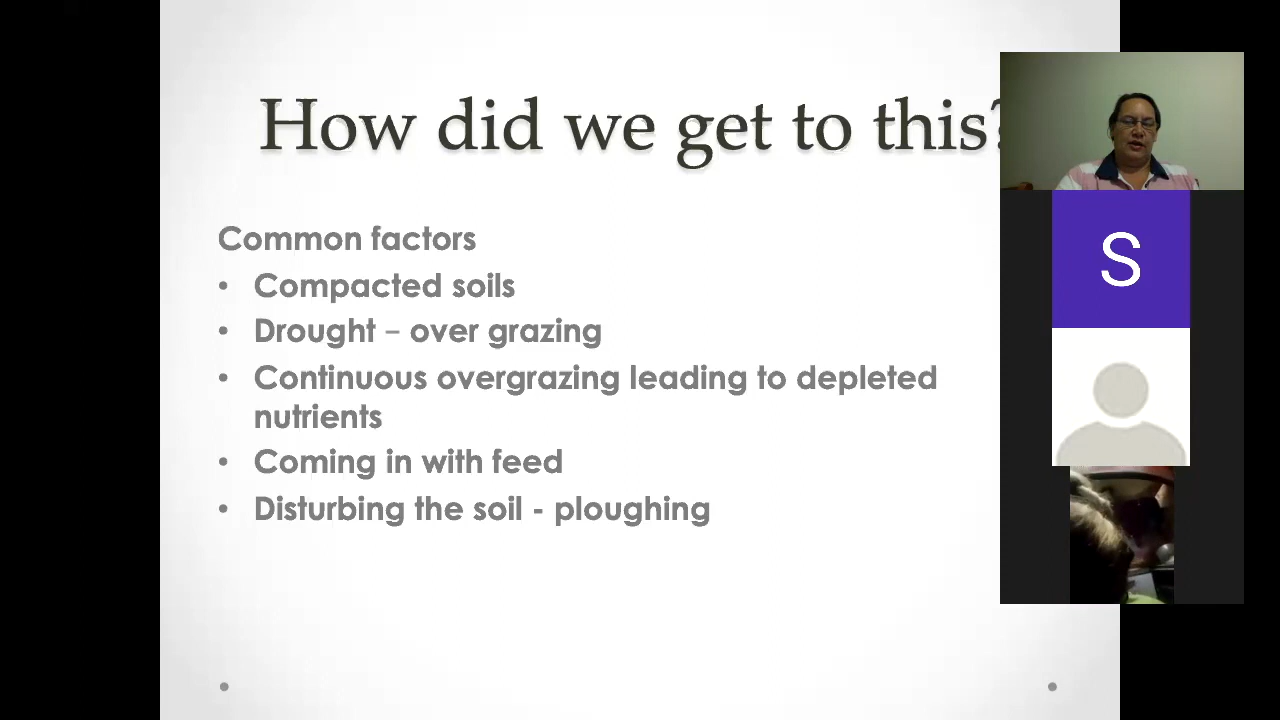 How did we get to this?
Common factors
• Compacted soils
• Drought – over grazing
• Continuous overgrazing leading to depleted
nutrients
• Coming in with feed
• Disturbing the soil - ploughing
S